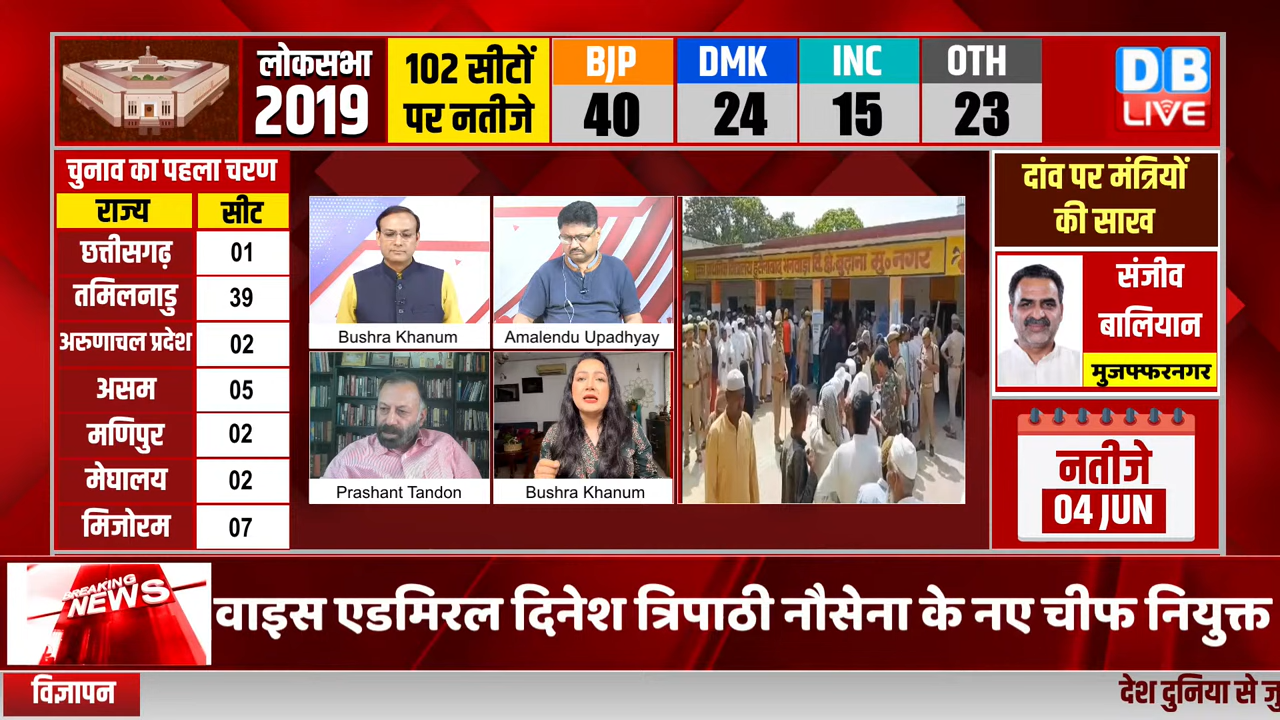 लोकसभा
2019
102 सीटों
पर नतीजे
BJP
40
DMK
24
INC
15
OTH
23
DB
LIVE
चुनाव का पहला चरण
राज्य सीट
छत्तीसगढ़ 01
तमिलनाडु 39
अरुणाचल प्रदेश 02
असम 05
मणिपुर 02
मेघालय 02
मिजोरम 07
Bushra Khanum
Amalendu Upadhyay
Prashant Tandon
Bushra Khanum
मु०नगर
दांव पर मंत्रियों
की साख
संजीव
बालियान
मुजफ्फरनगर
नतीजे
04 JUN
BREAKING
NEWS
वाइस एडमिरल दिनेश त्रिपाठी नौसेना के नए चीफ नियुक्त
विज्ञापन
देश दुनिया से जु